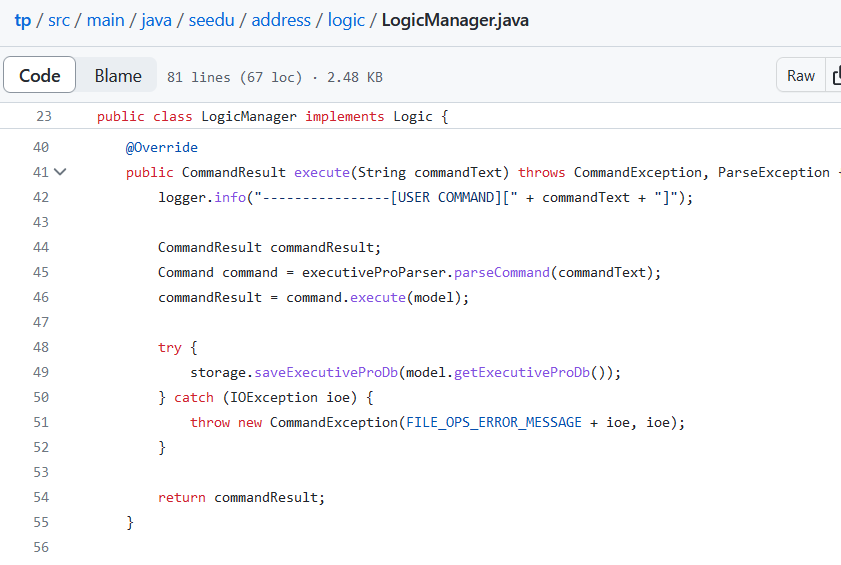 tp / src / main / java / seedu / address / logic / LogicManager.java
Code Blame 81 lines (67 loc) · 2.48 KB Raw
23 public class LogicManager implements Logic {
40 @Override
41 public CommandResult execute(String commandText) throws CommandException, ParseException
42 logger.info("----------------[USER COMMAND][" + commandText + "]");
43
44 CommandResult commandResult;
45 Command command = executiveProParser.parseCommand(commandText);
46 commandResult = command.execute(model);
47
48 try {
49 storage.saveExecutiveProDb(model.getExecutiveProDb());
50 } catch (IOException ioe) {
51 throw new CommandException(FILE_OPS_ERROR_MESSAGE + ioe, ioe);
52 }
53
54 return commandResult;
55 }
56